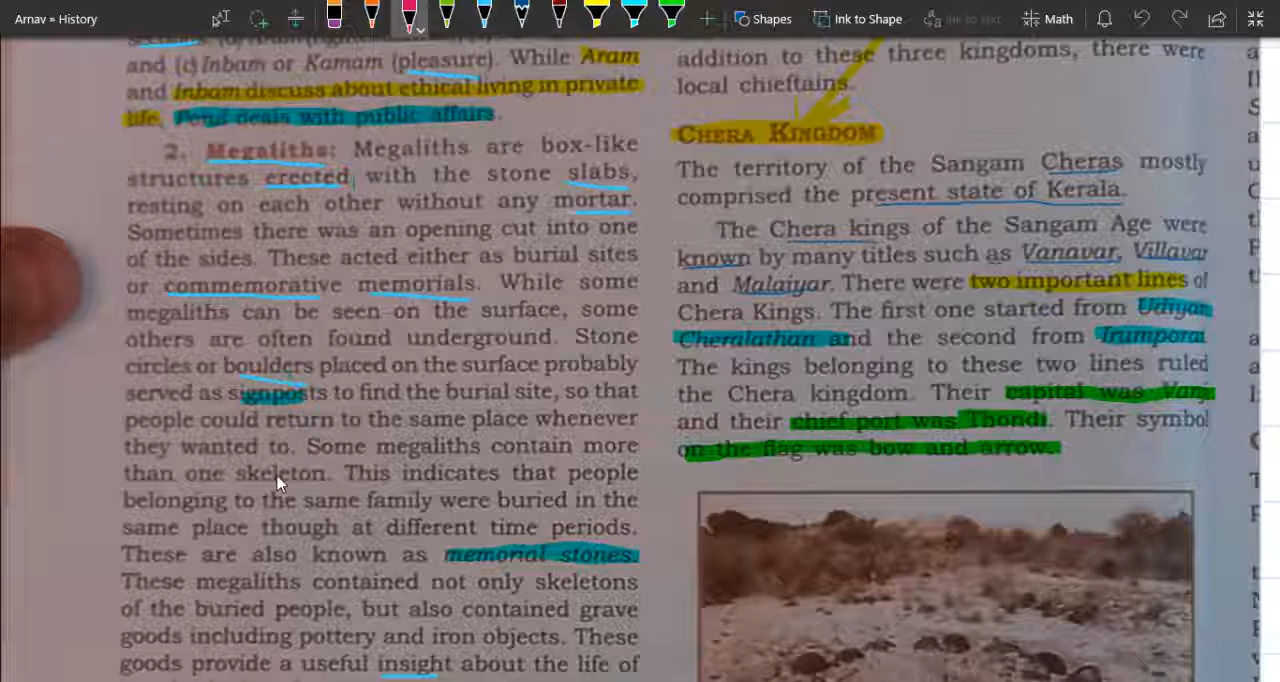 Arnav » History
Shapes
Ink to Shape
Ink to Text
Math
and (c) Inbam or Kamam (pleasure). While Aram
and Inbam discuss about ethical living in private
life, Porul deals with public affairs.
2. Megaliths: Megaliths are box-like
structures erected with the stone slabs,
resting on each other without any mortar.
Sometimes there was an opening cut into one
of the sides. These acted either as burial sites
or commemorative memorials. While some
megaliths can be seen on the surface, some
others are often found underground. Stone
circles or boulders placed on the surface probably
served as signposts to find the burial site, so that
people could return to the same place whenever
they wanted to. Some megaliths contain more
than one skeleton. This indicates that people
belonging to the same family were buried in the
same place though at different time periods.
These are also known as memorial stones.
These megaliths contained not only skeletons
of the buried people, but also contained grave
goods including pottery and iron objects. These
goods provide a useful insight about the life of
addition to these three kingdoms, there were
local chieftains.
CHERA KINGDOM
The territory of the Sangam Cheras mostly
comprised the present state of Kerala.
The Chera kings of the Sangam Age were
known by many titles such as Vanavar, Villavar
and Malaiyar. There were two important lines of
Chera Kings. The first one started from Udiyan
Cheralathan and the second from Irumporai
The kings belonging to these two lines ruled
the Chera kingdom. Their capital was Vanj
and their chief port was Thondi. Their symbol
on the flag was bow and arrow.